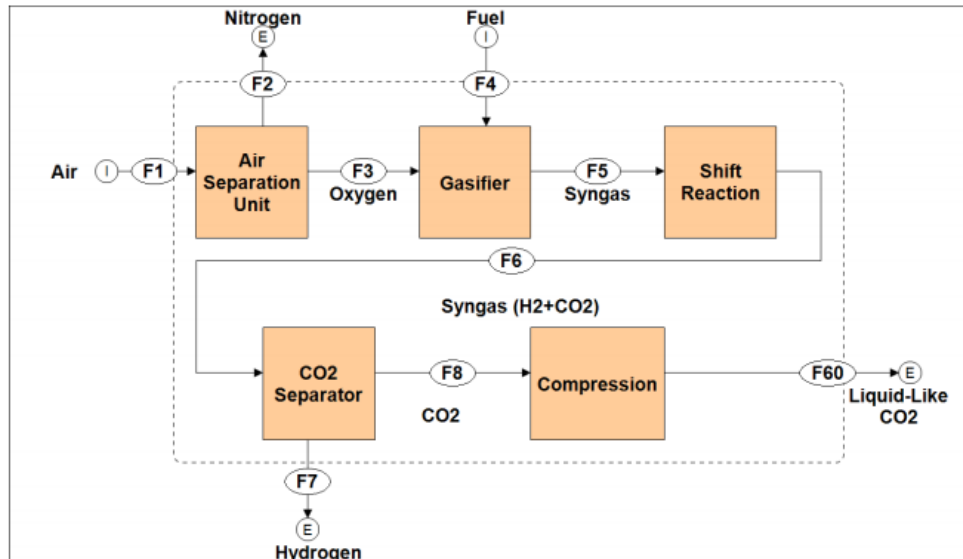 Nitrogen
Fuel
E
I
F2
F4
Air
I
F1
Air
Separation
Unit
F3
Oxygen
Gasifier
F5
Syngas
Shift
Reaction
F6
Syngas (H2+CO2)
CO2
Separator
F8
CO2
Compression
F60
E
Liquid-Like
CO2
F7
E
Hydrogen